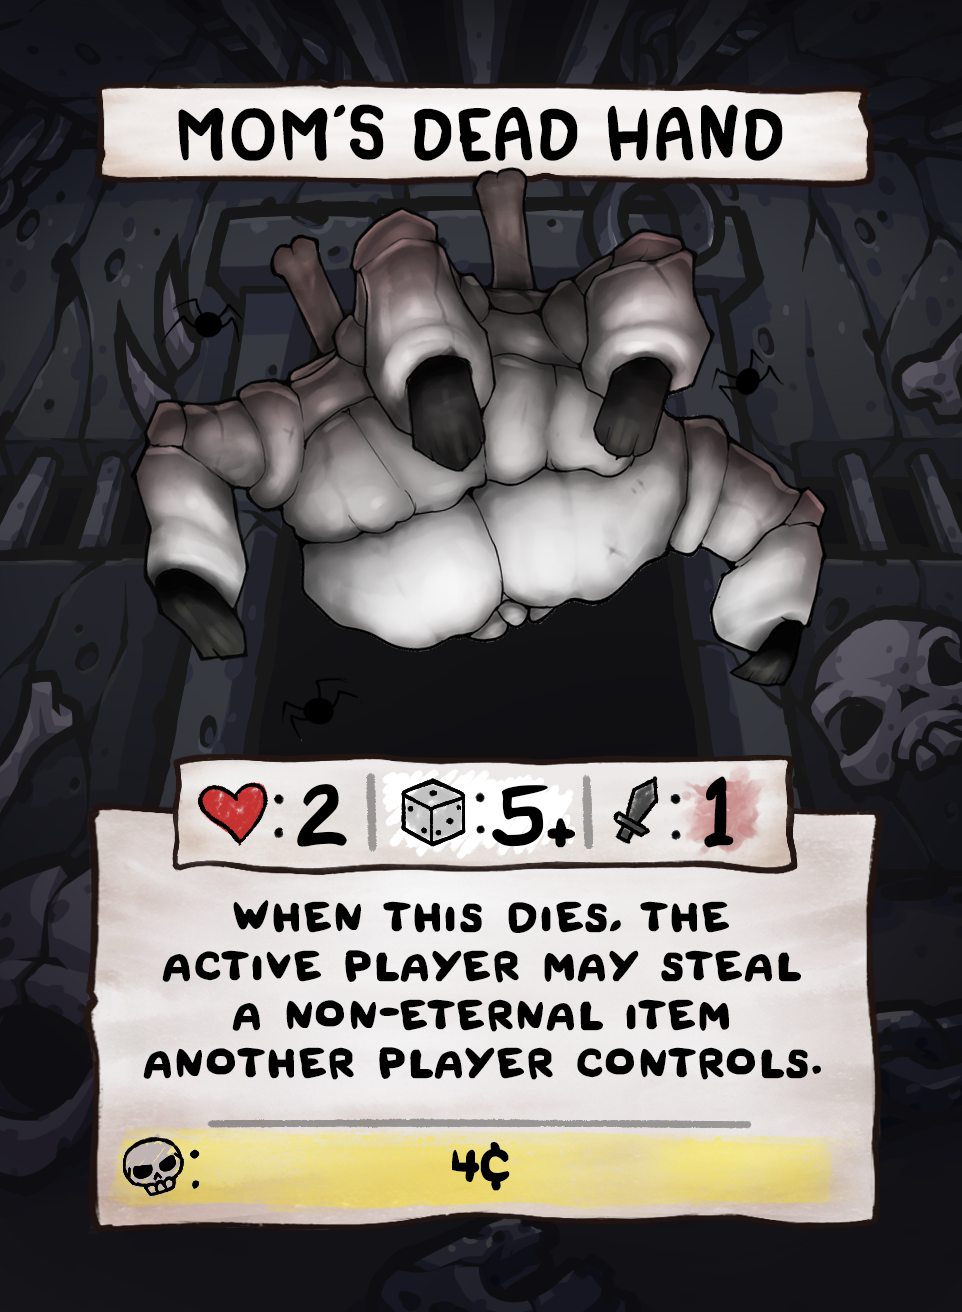 MOM'S DEAD HAND
: 2 | : 5+ | : 1
WHEN THIS DIES, THE
ACTIVE PLAYER MAY STEAL
A NON-ETERNAL ITEM
ANOTHER PLAYER CONTROLS.
: 4¢